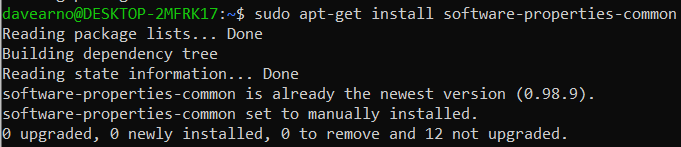 davearno@DESKTOP-2MFRK17:~$ sudo apt-get install software-properties-common
Reading package lists... Done
Building dependency tree
Reading state information... Done
software-properties-common is already the newest version (0.98.9).
software-properties-common set to manually installed.
0 upgraded, 0 newly installed, 0 to remove and 12 not upgraded.